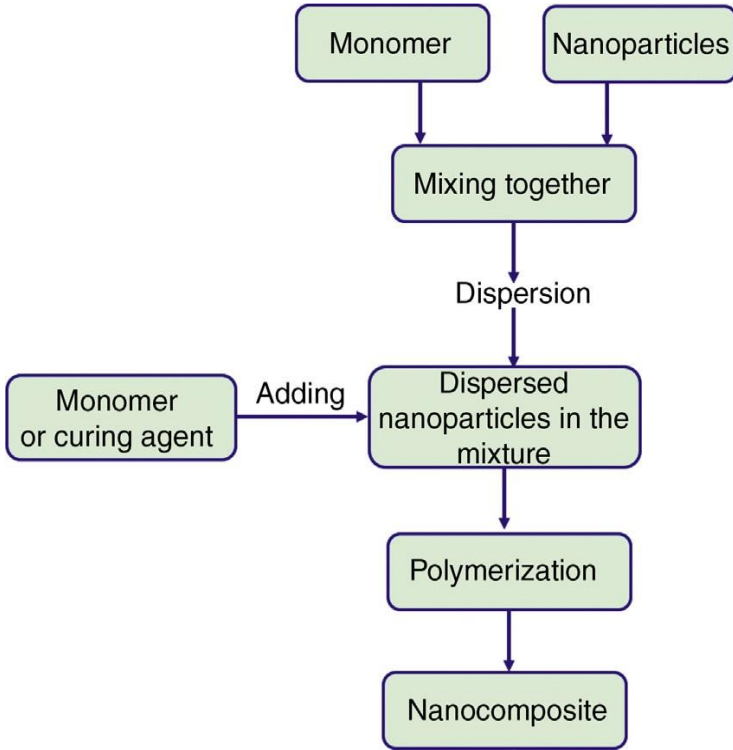 Monomer
Nanoparticles
Mixing together
Dispersion
Adding
Monomer
or curing agent
Dispersed
nanoparticles in the
mixture
Polymerization
Nanocomposite